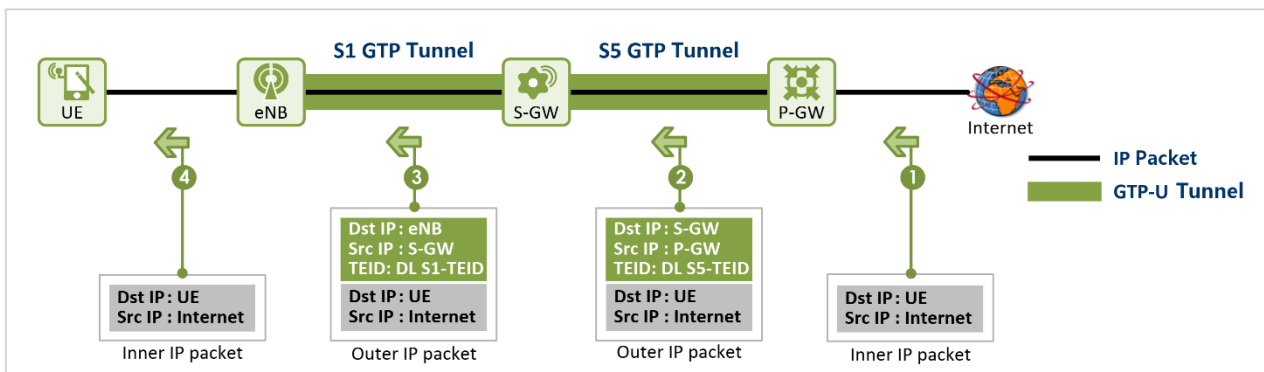 S1 GTP Tunnel
S5 GTP Tunnel
UE
eNB
S-GW
P-GW
Internet
IP Packet
GTP-U Tunnel
4
3
2
1
Dst IP : UE
Src IP : Internet
Inner IP packet
Dst IP : eNB
Src IP : S-GW
TEID: DL S1-TEID
Dst IP : UE
Src IP : Internet
Outer IP packet
Dst IP : S-GW
Src IP : P-GW
TEID: DL S5-TEID
Dst IP : UE
Src IP : Internet
Outer IP packet
Dst IP : UE
Src IP : Internet
Inner IP packet